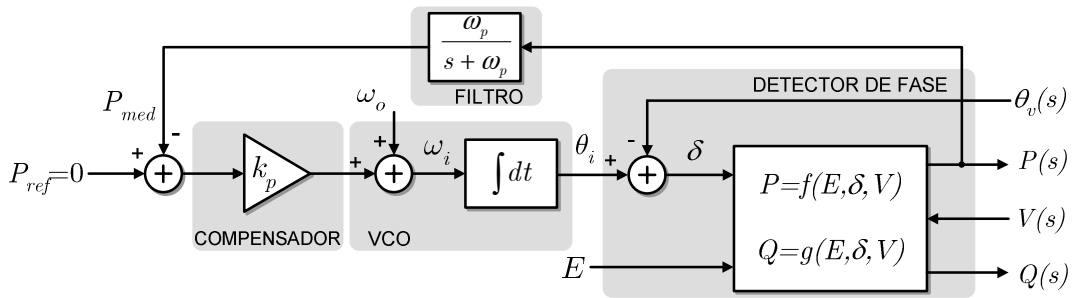 ω_p
s + ω_p
FILTRO
DETECTOR DE FASE
P_med
ω_o
θ_v(s)
-
+
+
+
ω_i
θ_i
-
+
δ
P_ref=0
+
k_p
+
∫dt
+
P=f(E,δ,V)
P(s)
V(s)
COMPENSADOR
VCO
E
Q=g(E,δ,V)
Q(s)